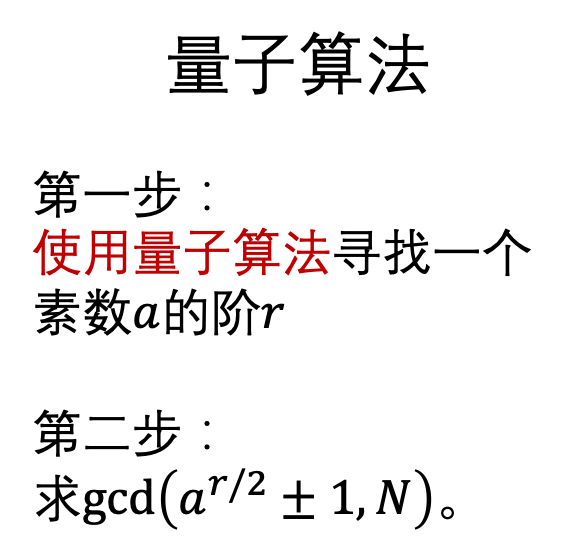 量子算法
第一步：
使用量子算法寻找一个
素数a的阶r
第二步：
求gcd(a^{r/2} ± 1, N)。